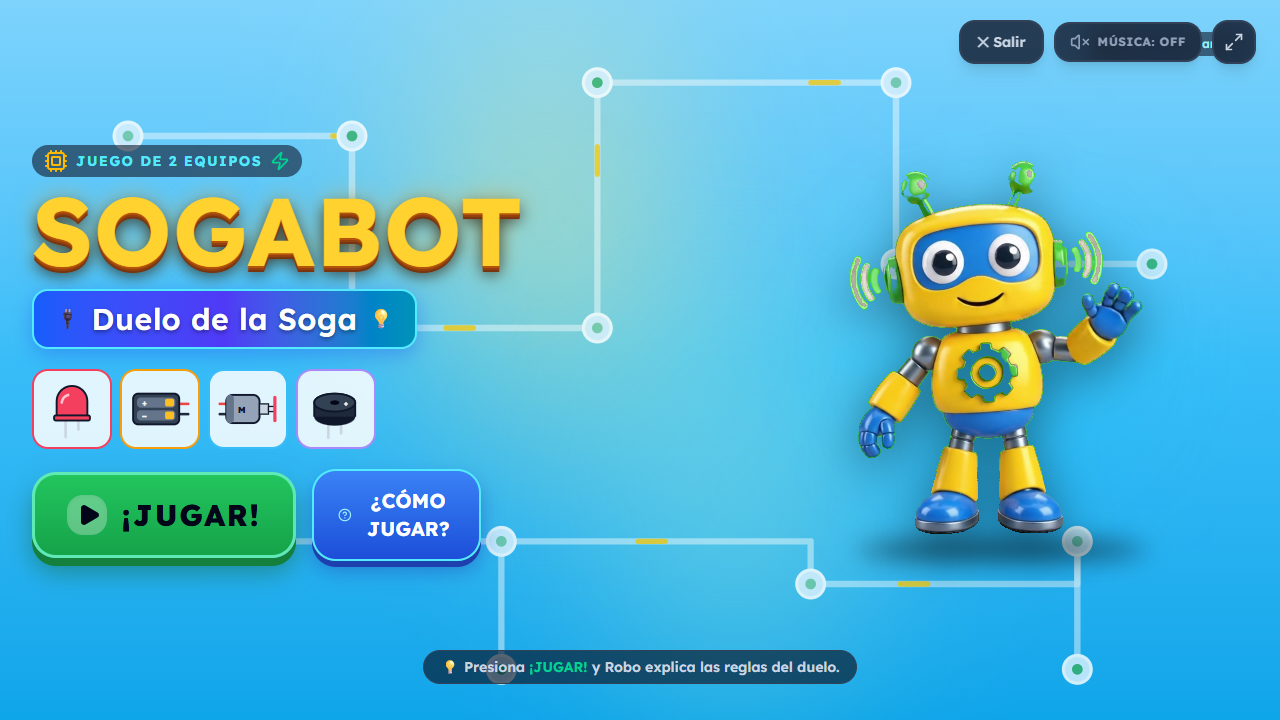 Salir
MÚSICA: OFF
JUEGO DE 2 EQUIPOS
SOGABOT
Duelo de la Soga
M
¡JUGAR!
¿CÓMO
JUGAR?
Presiona ¡JUGAR! y Robo explica las reglas del duelo.